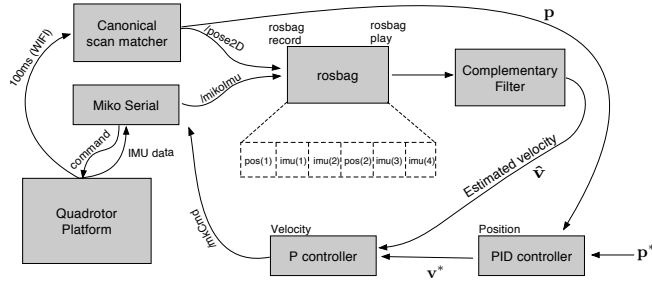 p
Canonical
scan matcher
100ms (WIFI)
/pose2D
rosbag
record
rosbag
play
rosbag
Complementary
Filter
Miko Serial
/mikoImu
command
IMU data
pos(1) imu(1) imu(2) pos(2) imu(3) imu(4)
Quadrotor
Platform
/mkCmd
Estimated velocity
v̂
Velocity
P controller
v*
Position
PID controller
p*